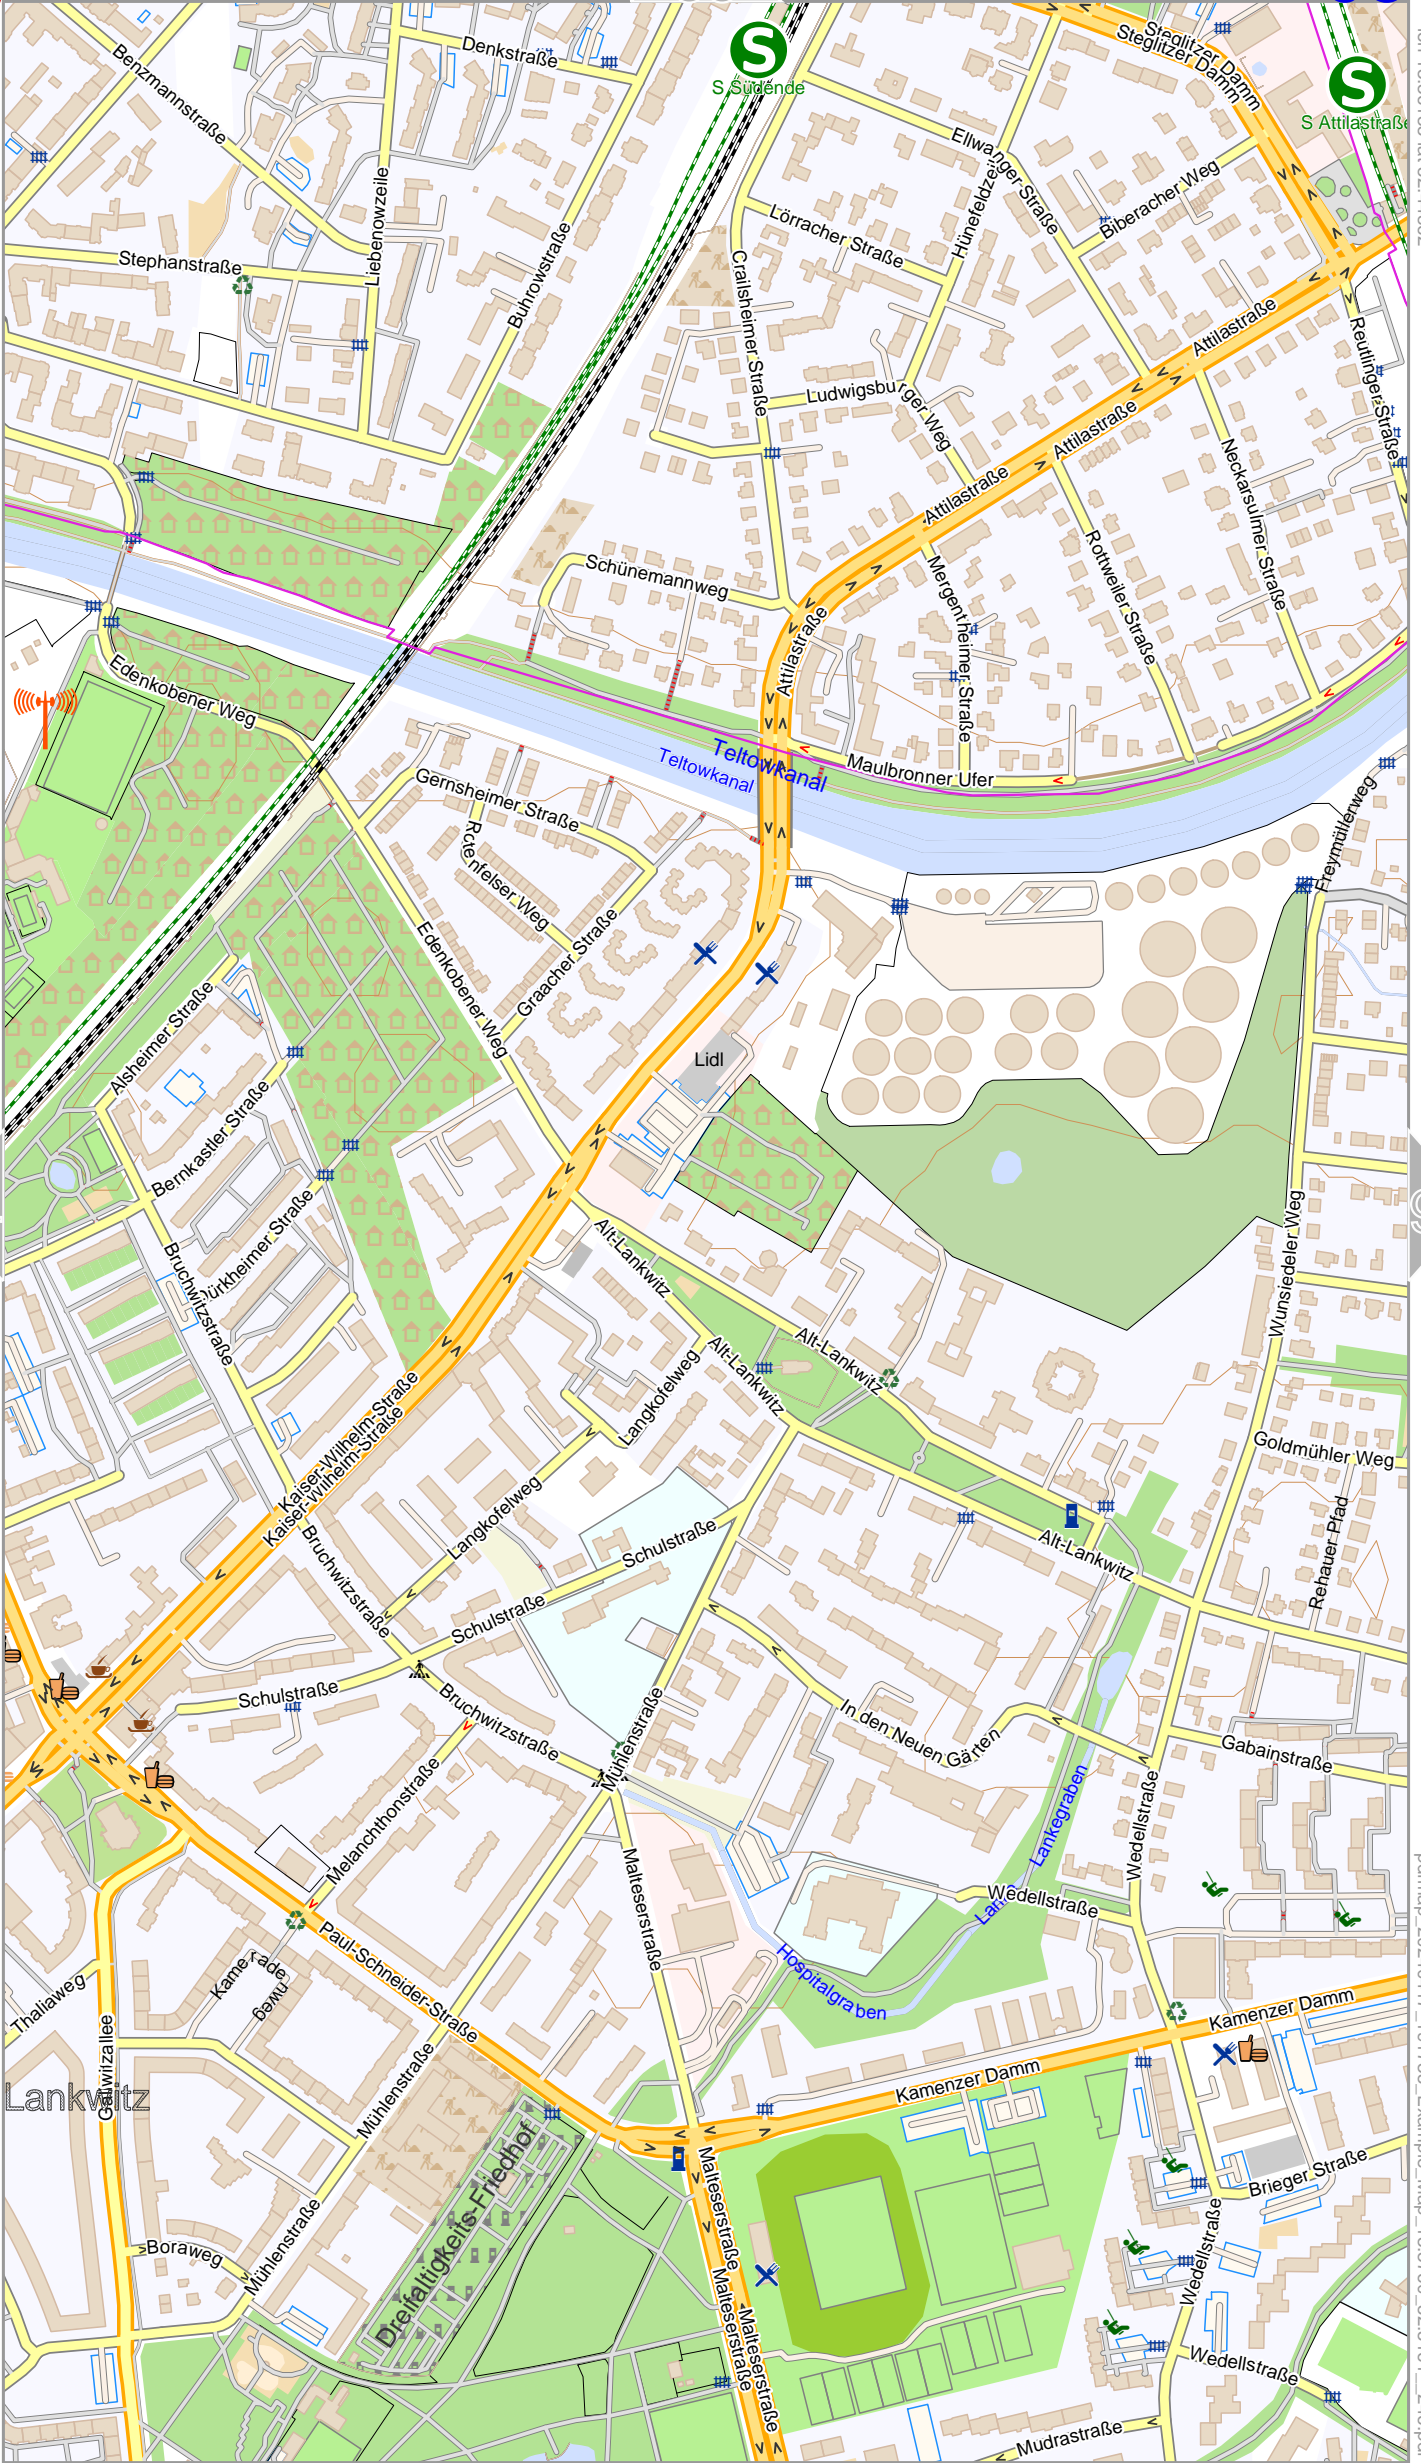 Steglitzer Damm
Steglitzer Damm
Denkstraße
Benzmannstraße
S Südende
S Attilastraße
Ellwanger-Straße
Biberacher Weg
Hünefeldzeile
Lörracher Straße
Liebenowzeile
Stephanstraße
Buhrowstraße
Crailsheimer-Straße
Attilastraße
Reutlinger-Straße
Ludwigsburger Weg
Attilastraße
Neckarsulmer-Straße
Attilastraße
Rottweiler-Straße
Schünemannweg
Mergentheimer-Straße
Attilastraße
Edenkobener Weg
Teltowkanal
Teltowkanal
Maulbronner Ufer
Gernsheimer Straße
Freymüllerweg
Rotenfelser Weg
Graacher Straße
Edenkobener Weg
Alsheimer Straße
Lidl
Bernkastler Straße
Dürkheimer Straße
Bruchwitzstraße
Alt-Lankwitz
Wunsiedeler Weg
Alt-Lankwitz
Alt-Lankwitz
Langkofelweg
Kaiser-Wilhelm-Straße
Kaiser-Wilhelm-Straße
Goldmühler Weg
Langkofelweg
Rehauer Pfad
Schulstraße
Bruchwitzstraße
Alt-Lankwitz
Schulstraße
Schulstraße
Bruchwitzstraße
Mühlenstraße
In den Neuen Gärten
Gabainstraße
Melanchthonstraße
Lankegraben
Wedellstraße
Malteserstraße
Wedellstraße
Paul-Schneider-Straße
Kameradenweg
Hospitalgraben
Thaliaweg
Gallwitzallee
Kamenzer Damm
Kamenzer Damm
Mühlenstraße
Lankwitz
Dreifaltigkeits-Friedhof
Malteserstraße
Brieger Straße
Mühlenstraße
Boraweg
Wedellstraße
Malteserstraße
Malteserstraße
Wedellstraße
Mudrastraße